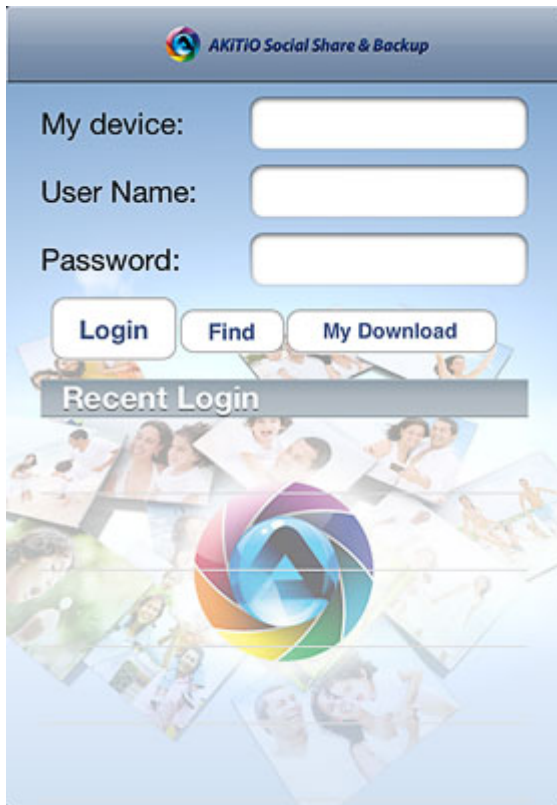 AKiTiO Social Share & Backup
My device:
User Name:
Password:
Login Find My Download
Recent Login